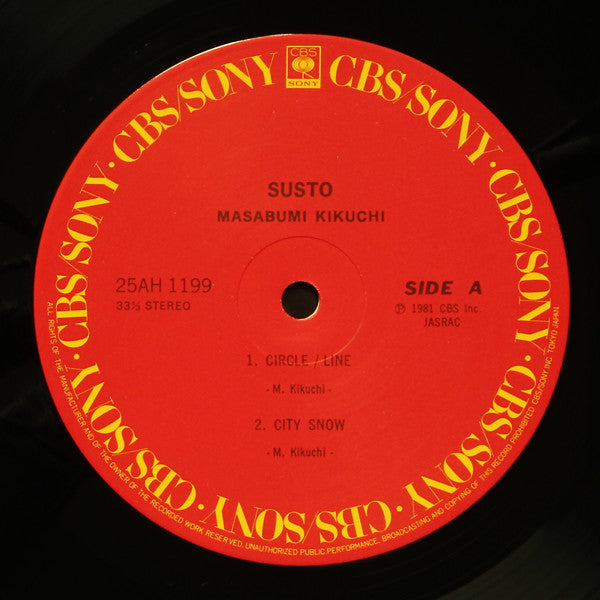 CBS
SONY
CBS/SONY · CBS/SONY · CBS/SONY · CBS/SONY · CBS/SONY · CBS/SONY · CBS/SONY · CBS/SONY
SUSTO
MASABUMI KIKUCHI
25AH 1199
33⅓ STEREO
SIDE A
Ⓟ 1981 CBS Inc.
JASRAC
1. CIRCLE / LINE
- M. Kikuchi -
2. CITY SNOW
- M. Kikuchi -
ALL RIGHTS OF THE MANUFACTURER AND OF THE OWNER OF THE RECORDED WORK RESERVED. UNAUTHORIZED PUBLIC PERFORMANCE, BROADCASTING AND COPYING OF THIS RECORD PROHIBITED CBS/SONY INC. TOKYO JAPAN.